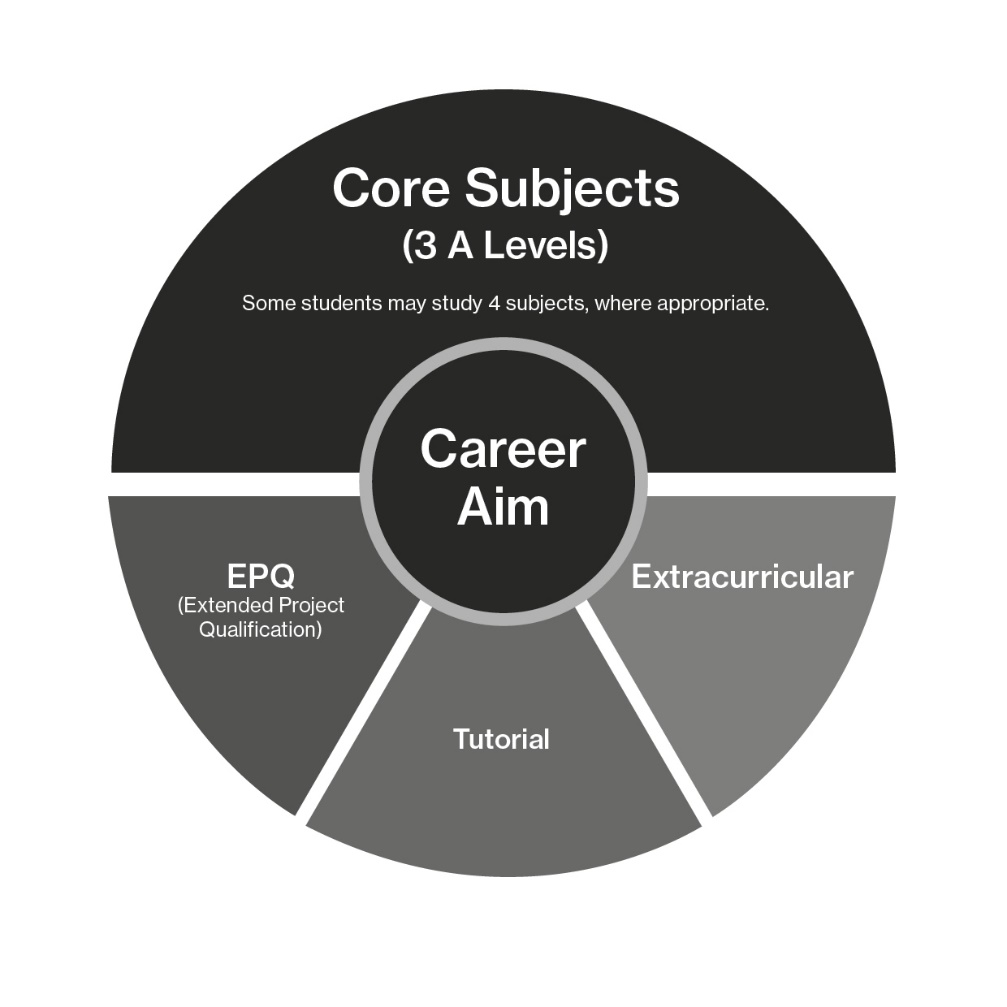 Core Subjects
(3 A Levels)
Some students may study 4 subjects, where appropriate.
Career
Aim
EPQ
(Extended Project
Qualification)
Extracurricular
Tutorial